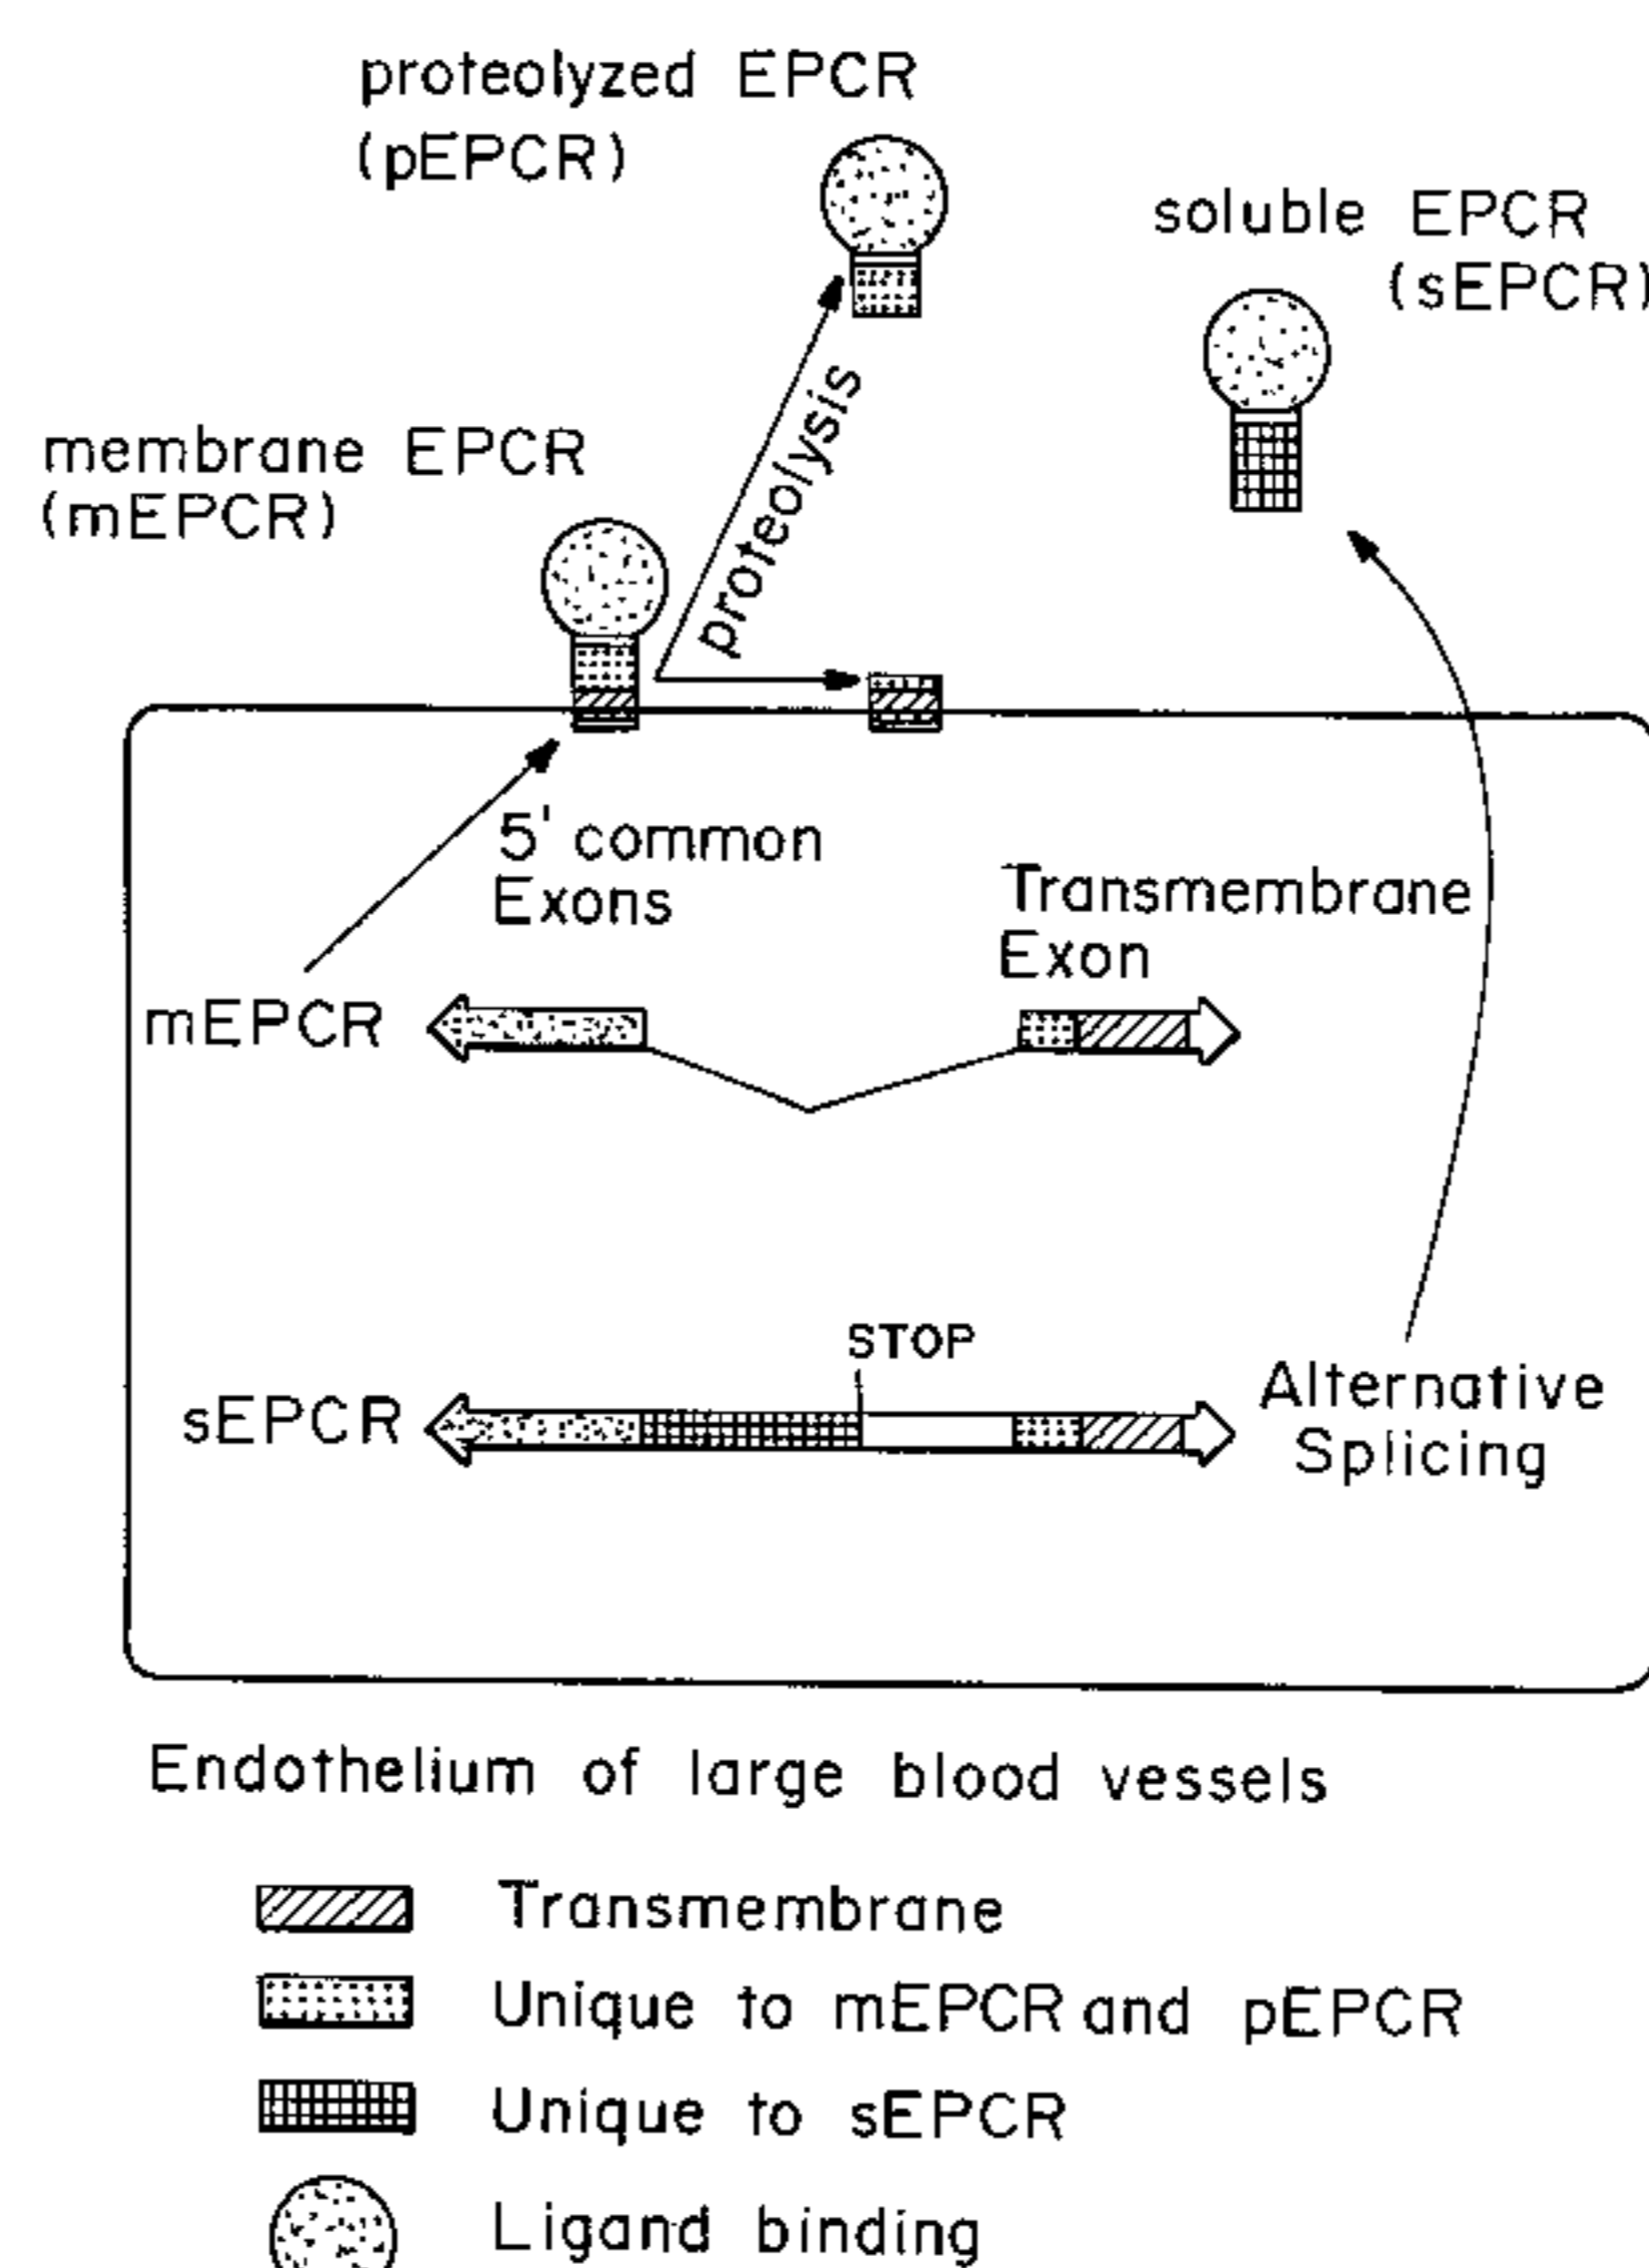 proteolyzed EPCR
(pEPCR)
soluble EPCR
(sEPCR)
membrane EPCR
(mEPCR)
proteolysis
5' common
Exons
Transmembrane
Exon
mEPCR
STOP
sEPCR
Alternative
Splicing
Endothelium of large blood vessels
Transmembrane
Unique to mEPCR and pEPCR
Unique to sEPCR
Ligand binding